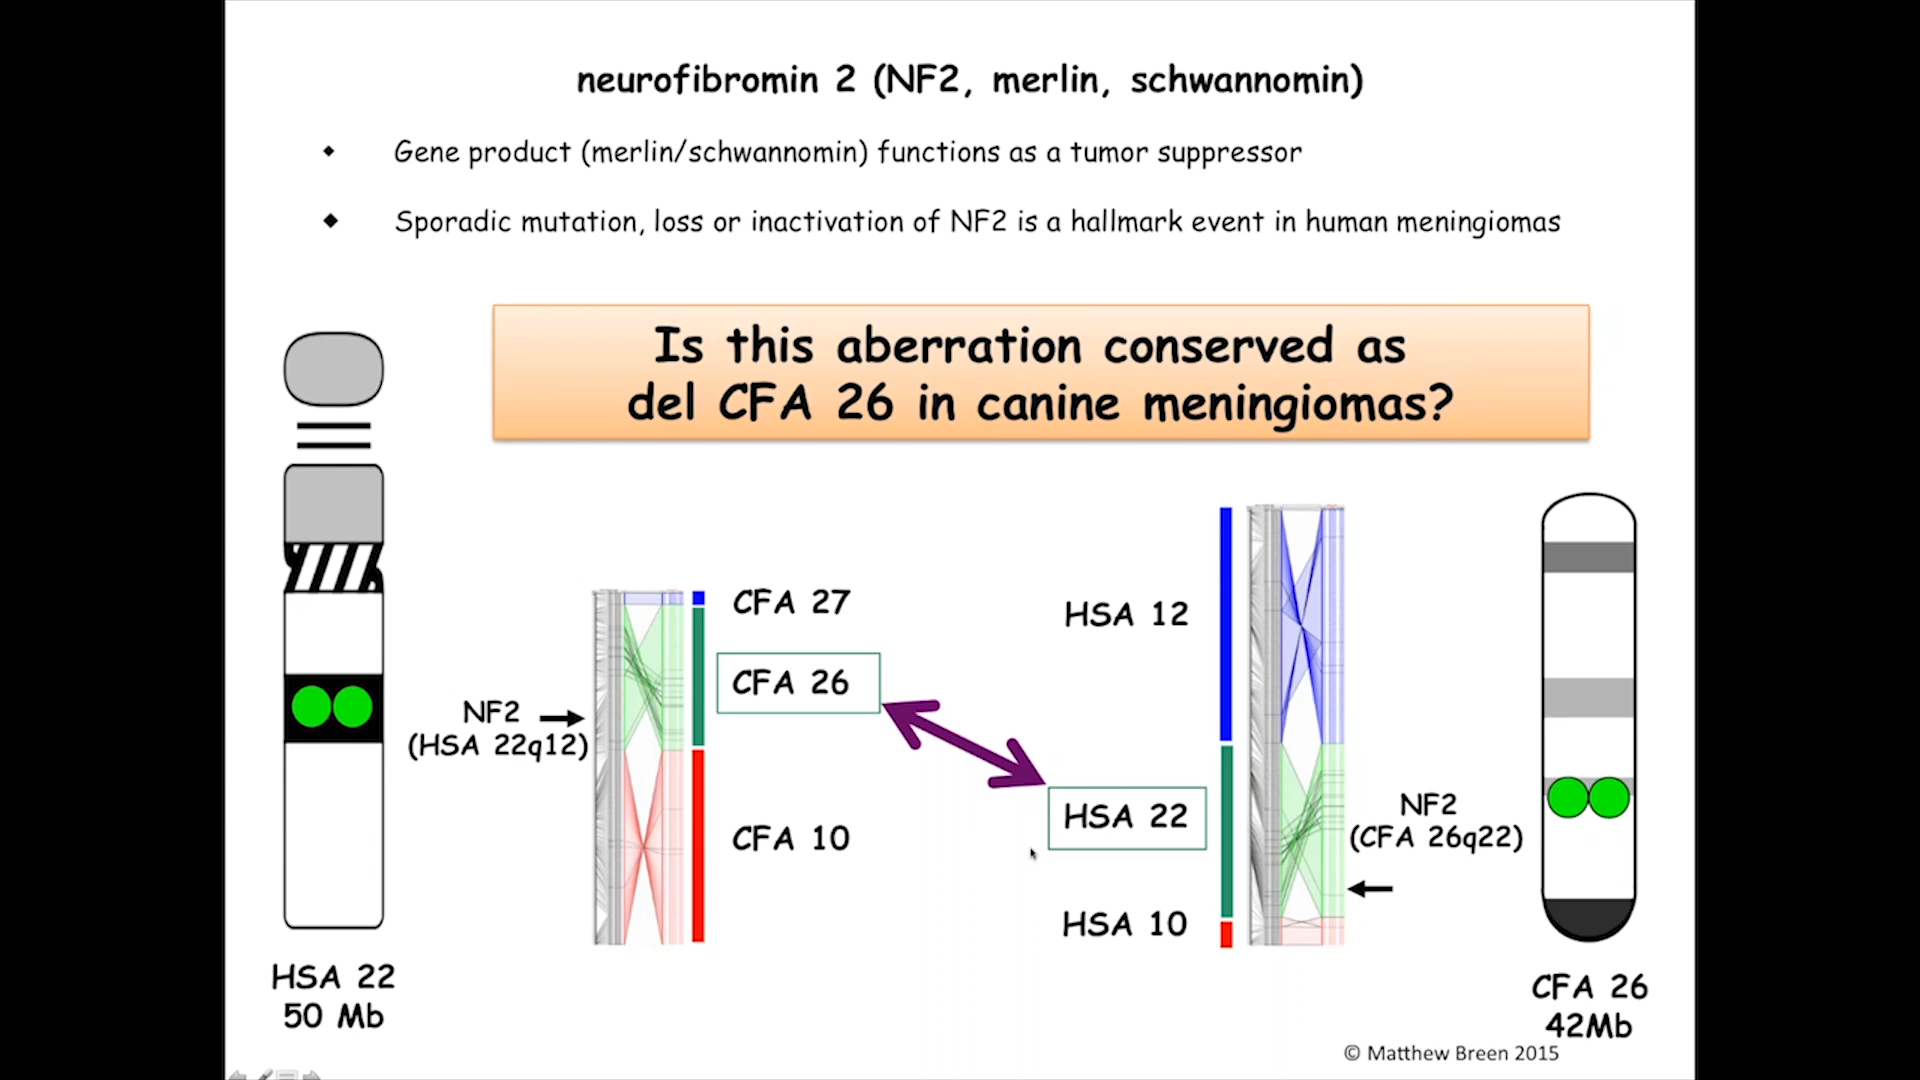 neurofibromin 2 (NF2, merlin, schwannomin)
Gene product (merlin/schwannomin) functions as a tumor suppressor
Sporadic mutation, loss or inactivation of NF2 is a hallmark event in human meningiomas
Is this aberration conserved as
del CFA 26 in canine meningiomas?
NF2
(HSA 22q12)
CFA 27
CFA 26
CFA 10
HSA 12
HSA 22
HSA 10
NF2
(CFA 26q22)
HSA 22
50 Mb
CFA 26
42Mb
© Matthew Breen 2015